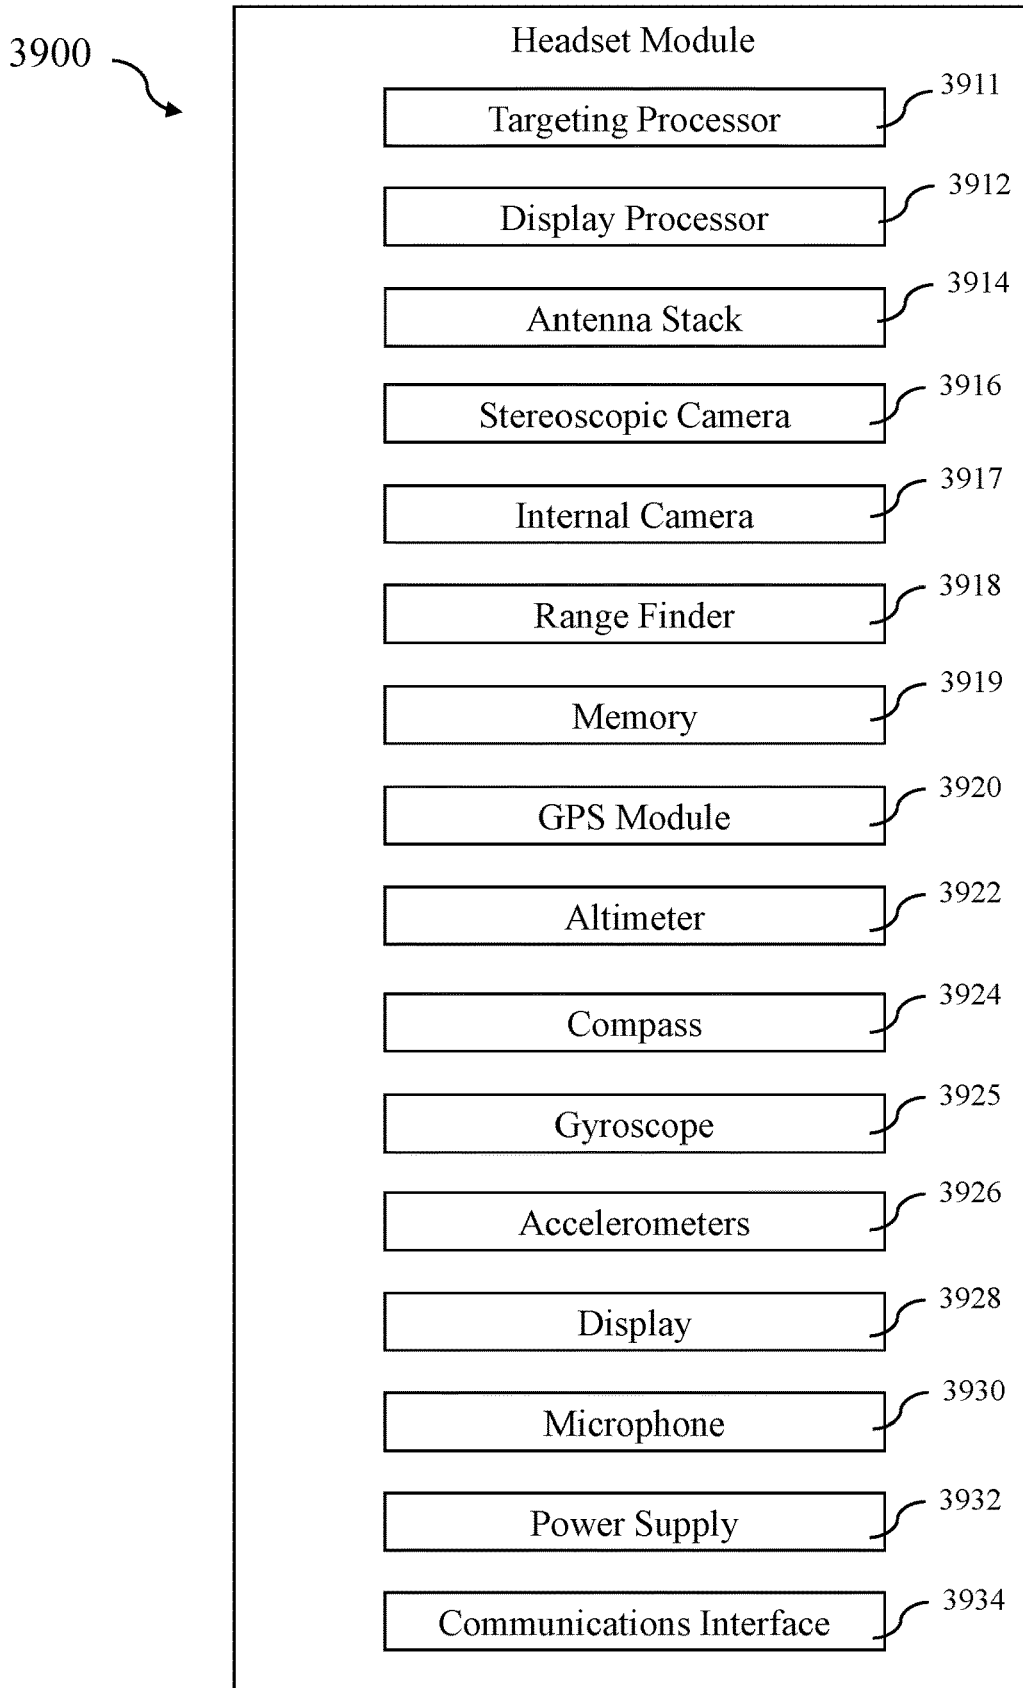 3900
Headset Module
Targeting Processor
3911
Display Processor
3912
Antenna Stack
3914
Stereoscopic Camera
3916
Internal Camera
3917
Range Finder
3918
Memory
3919
GPS Module
3920
Altimeter
3922
Compass
3924
Gyroscope
3925
Accelerometers
3926
Display
3928
Microphone
3930
Power Supply
3932
Communications Interface
3934